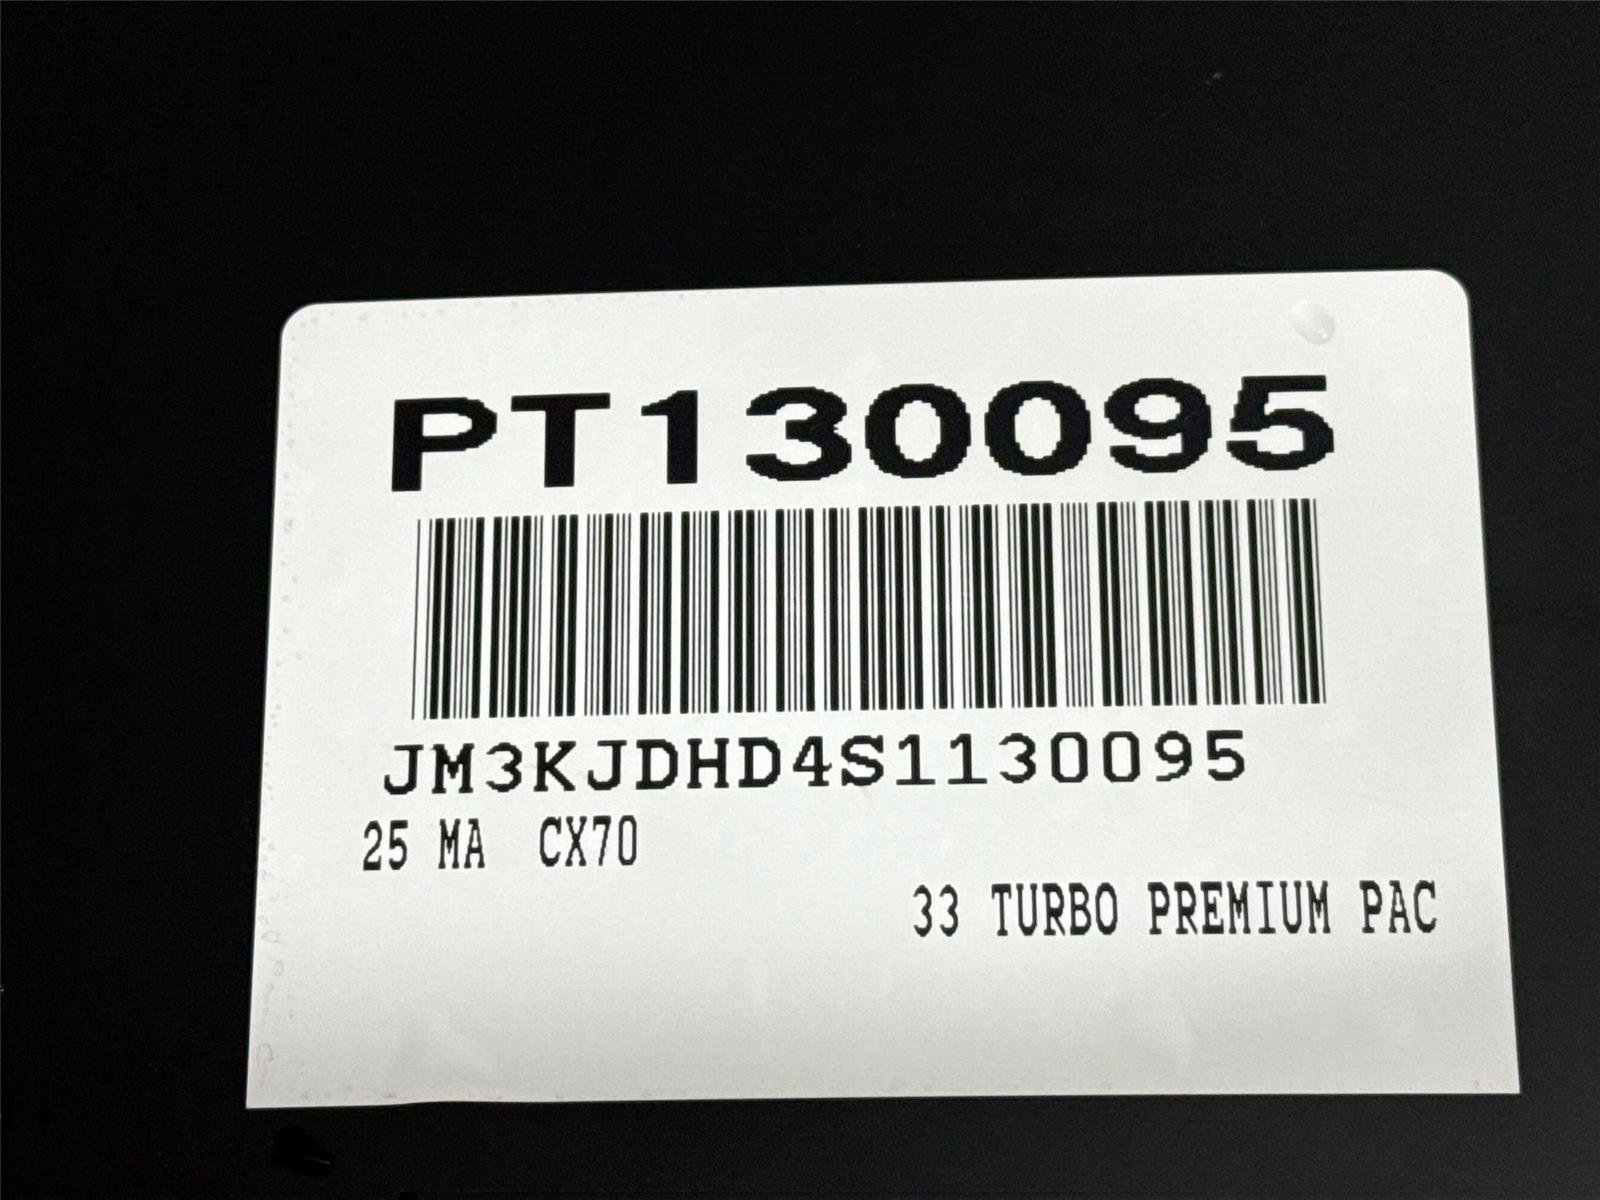 PT130095
JM3KJDHD4S1130095
25 MA CX70
33 TURBO PREMIUM PAC